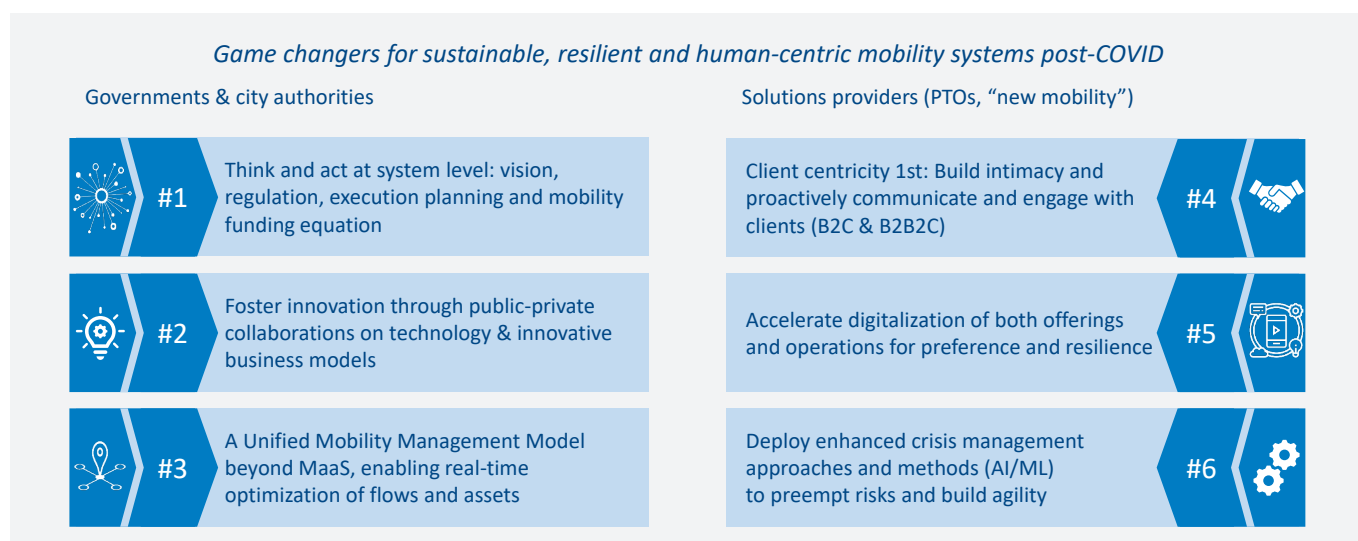 Game changers for sustainable, resilient and human-centric mobility systems post-COVID
Governments & city authorities
#1
Think and act at system level: vision,
regulation, execution planning and mobility
funding equation
#2
Foster innovation through public-private
collaborations on technology & innovative
business models
#3
A Unified Mobility Management Model
beyond MaaS, enabling real-time
optimization of flows and assets
Solutions providers (PTOs, “new mobility”)
Client centricity 1st: Build intimacy and
proactively communicate and engage with
clients (B2C & B2B2C)
#4
Accelerate digitalization of both offerings
and operations for preference and resilience
#5
Deploy enhanced crisis management
approaches and methods (AI/ML)
to preempt risks and build agility
#6